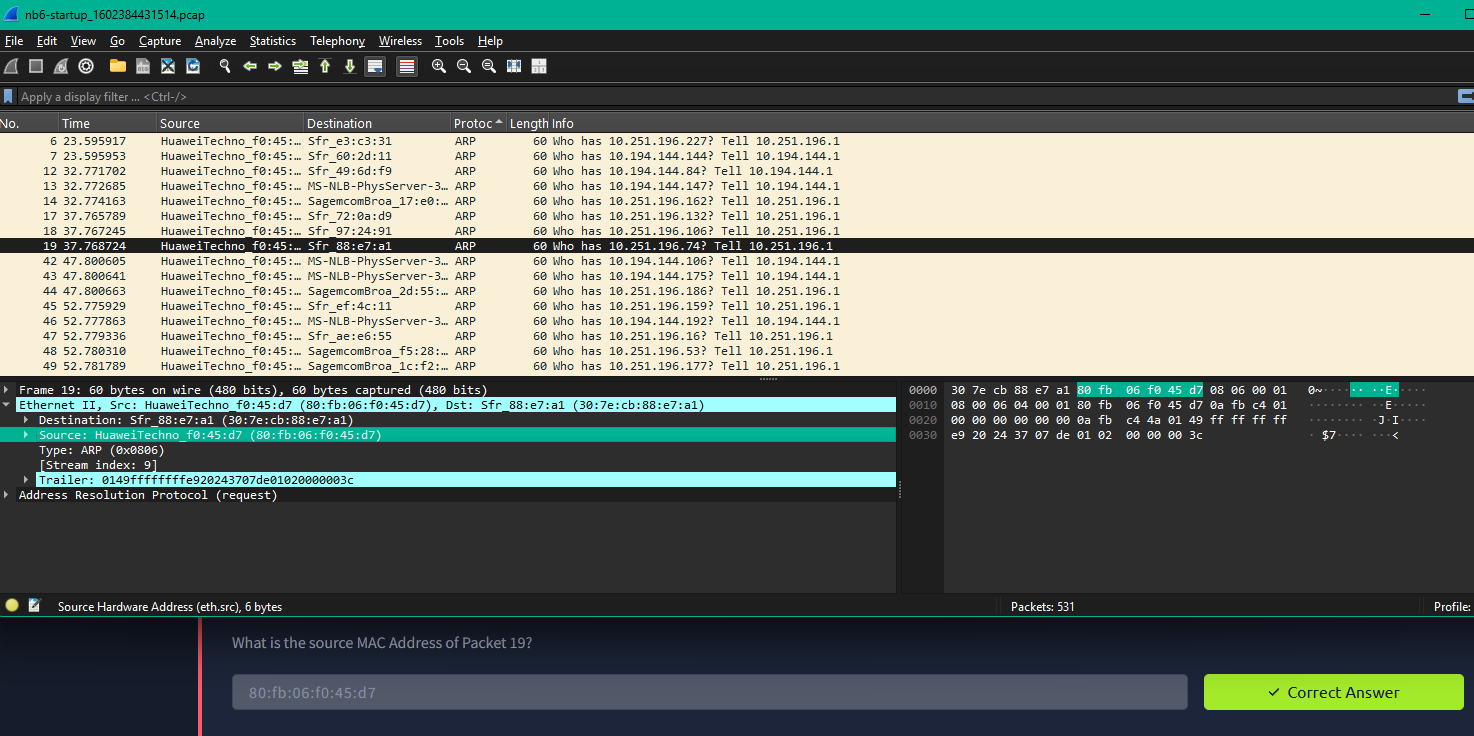 nb6-startup_1602384431514.pcap
File Edit View Go Capture Analyze Statistics Telephony Wireless Tools Help
Apply a display filter ... <Ctrl-/>
No. Time Source Destination Protoc Length Info
6 23.595917 HuaweiTechno_f0:45:… Sfr_e3:c3:31 ARP 60 Who has 10.251.196.227? Tell 10.251.196.1
7 23.595953 HuaweiTechno_f0:45:… Sfr_60:2d:11 ARP 60 Who has 10.194.144.144? Tell 10.194.144.1
12 32.771702 HuaweiTechno_f0:45:… Sfr_49:6d:f9 ARP 60 Who has 10.194.144.84? Tell 10.194.144.1
13 32.772685 HuaweiTechno_f0:45:… MS-NLB-PhysServer-3… ARP 60 Who has 10.194.144.147? Tell 10.194.144.1
14 32.774163 HuaweiTechno_f0:45:… SagemcomBroa_17:e0:… ARP 60 Who has 10.251.196.162? Tell 10.251.196.1
17 37.765789 HuaweiTechno_f0:45:… Sfr_72:0a:d9 ARP 60 Who has 10.251.196.132? Tell 10.251.196.1
18 37.767245 HuaweiTechno_f0:45:… Sfr_97:24:91 ARP 60 Who has 10.251.196.106? Tell 10.251.196.1
19 37.768724 HuaweiTechno_f0:45:… Sfr_88:e7:a1 ARP 60 Who has 10.251.196.74? Tell 10.251.196.1
42 47.800605 HuaweiTechno_f0:45:… MS-NLB-PhysServer-3… ARP 60 Who has 10.194.144.106? Tell 10.194.144.1
43 47.800641 HuaweiTechno_f0:45:… MS-NLB-PhysServer-3… ARP 60 Who has 10.194.144.175? Tell 10.194.144.1
44 47.800663 HuaweiTechno_f0:45:… SagemcomBroa_2d:55:… ARP 60 Who has 10.251.196.186? Tell 10.251.196.1
45 52.775929 HuaweiTechno_f0:45:… Sfr_ef:4c:11 ARP 60 Who has 10.251.196.159? Tell 10.251.196.1
46 52.777863 HuaweiTechno_f0:45:… MS-NLB-PhysServer-3… ARP 60 Who has 10.194.144.192? Tell 10.194.144.1
47 52.779336 HuaweiTechno_f0:45:… Sfr_ae:e6:55 ARP 60 Who has 10.251.196.16? Tell 10.251.196.1
48 52.780310 HuaweiTechno_f0:45:… SagemcomBroa_f5:28:… ARP 60 Who has 10.251.196.53? Tell 10.251.196.1
49 52.781789 HuaweiTechno_f0:45:… SagemcomBroa_1c:f2:… ARP 60 Who has 10.251.196.177? Tell 10.251.196.1
Frame 19: 60 bytes on wire (480 bits), 60 bytes captured (480 bits)
Ethernet II, Src: HuaweiTechno_f0:45:d7 (80:fb:06:f0:45:d7), Dst: Sfr_88:e7:a1 (30:7e:cb:88:e7:a1)
Destination: Sfr_88:e7:a1 (30:7e:cb:88:e7:a1)
Source: HuaweiTechno_f0:45:d7 (80:fb:06:f0:45:d7)
Type: ARP (0x0806)
[Stream index: 9]
Trailer: 0149ffffffffe920243707de01020000003c
Address Resolution Protocol (request)
0000 30 7e cb 88 e7 a1 80 fb 06 f0 45 d7 08 06 00 01 0~·········E·····
0010 08 00 06 04 00 01 80 fb 06 f0 45 d7 0a fb c4 01 ··········E·····
0020 00 00 00 00 00 00 0a fb c4 4a 01 49 ff ff ff ff ·········J·I····
0030 e9 20 24 37 07 de 01 02 00 00 00 3c · $7·······<
Source Hardware Address (eth.src), 6 bytes
Packets: 531
Profile:
What is the source MAC Address of Packet 19?
80:fb:06:f0:45:d7
Correct Answer